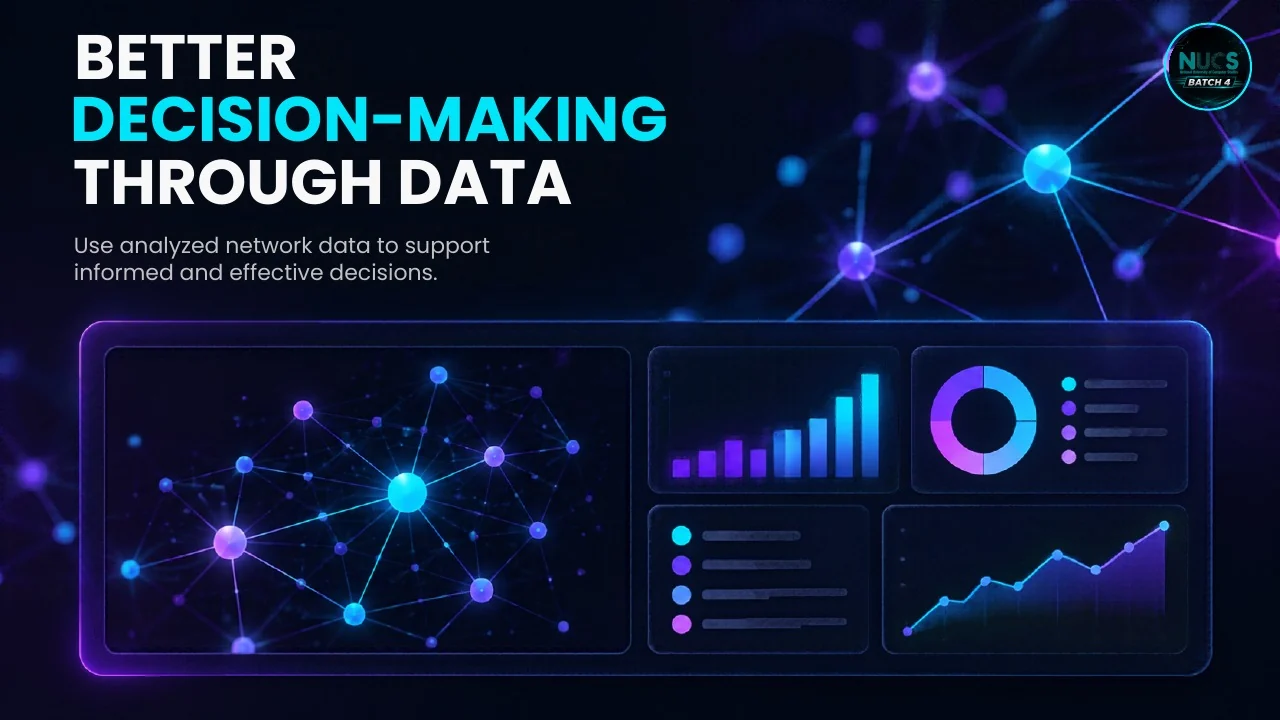 BETTER
DECISION-MAKING
THROUGH DATA
Use analyzed network data to support
informed and effective decisions.
NUCS
BATCH 4